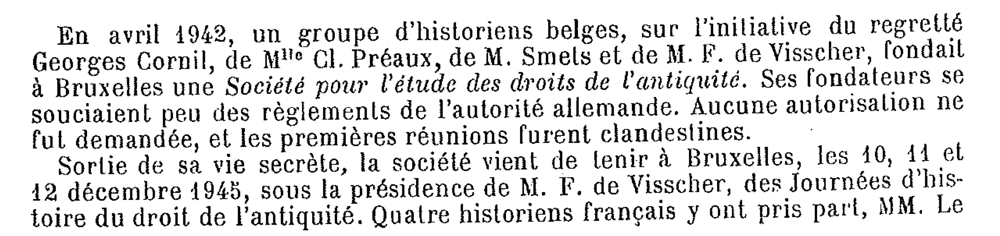 En avril 1942, un groupe d'historiens belges, sur l'initiative du regretté
Georges Cornil, de Mlle Cl. Préaux, de M. Smets et de M. F. de Visscher, fondait
à Bruxelles une Société pour l'étude des droits de l'antiquité. Ses fondateurs se
souciaient peu des règlements de l'autorité allemande. Aucune autorisation ne
fut demandée, et les premières réunions furent clandestines.
Sortie de sa vie secrète, la société vient de tenir à Bruxelles, les 10, 11 et
12 décembre 1945, sous la présidence de M. F. de Visscher, des Journées d'his-
toire du droit de l'antiquité. Quatre historiens français y ont pris part, MM. Le